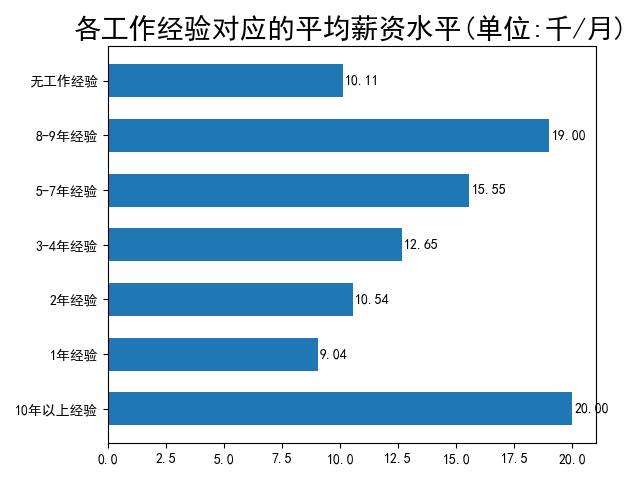 各工作经验对应的平均薪资水平(单位:千/月)
无工作经验 10.11
8-9年经验 19.00
5-7年经验 15.55
3-4年经验 12.65
2年经验 10.54
1年经验 9.04
10年以上经验 20.00
0.0 2.5 5.0 7.5 10.0 12.5 15.0 17.5 20.0